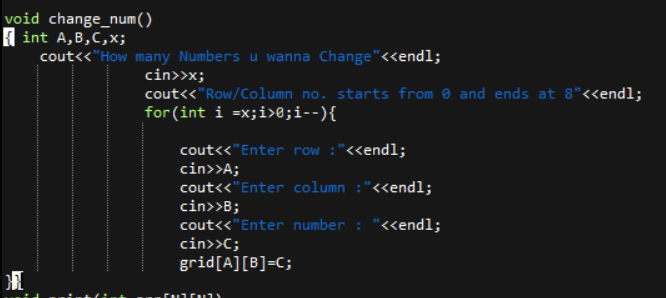 void change_num()
{ int A,B,C,x;
cout<<"How many Numbers u wanna Change"<<endl;
cin>>x;
cout<<"Row/Column no. starts from 0 and ends at 8"<<endl;
for(int i =x;i>0;i--){
cout<<"Enter row :"<<endl;
cin>>A;
cout<<"Enter column :"<<endl;
cin>>B;
cout<<"Enter number : "<<endl;
cin>>C;
grid[A][B]=C;
}}
void print(int arr[N][N])